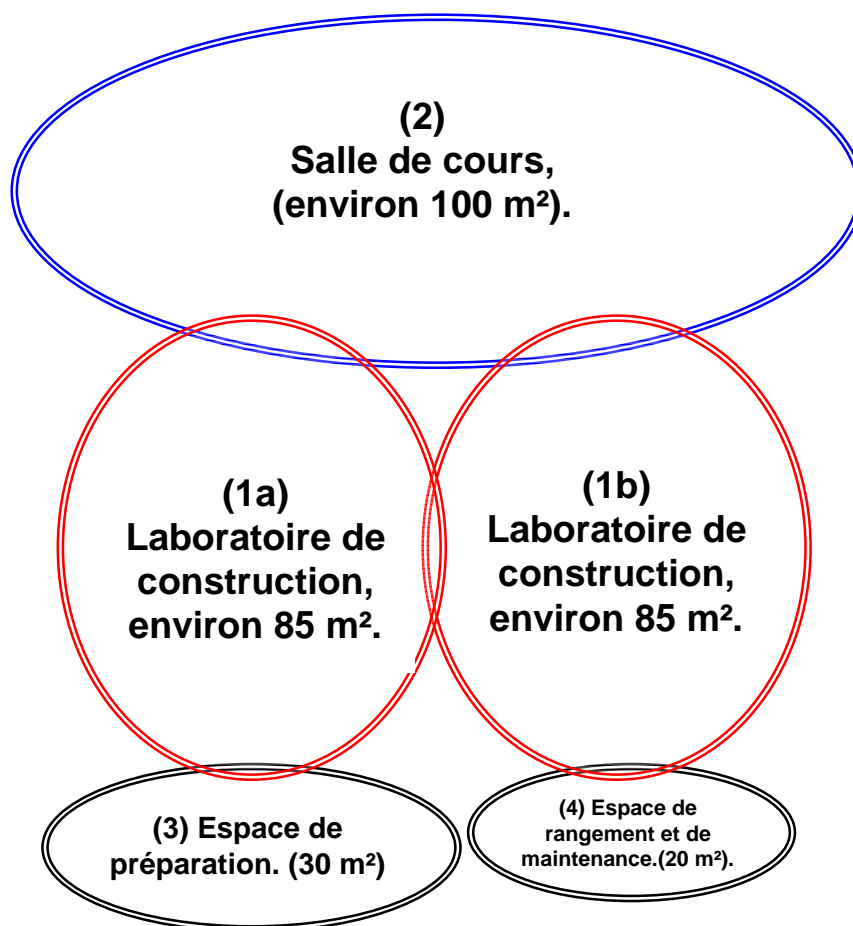 (2)
Salle de cours,
(environ 100 m²).
(1a)
Laboratoire de
construction,
environ 85 m².
(1b)
Laboratoire de
construction,
environ 85 m².
(3) Espace de
préparation. (30 m²)
(4) Espace de
rangement et de
maintenance.(20 m²).